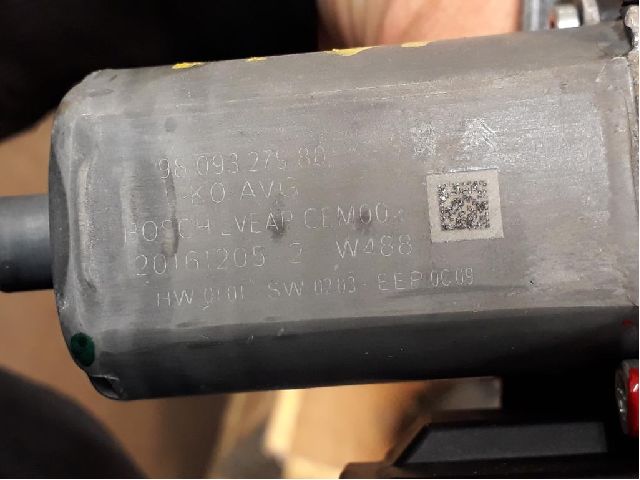 98 093 275 80
V-KO AVG
BOSCH LVEAP CEM00
20161205 2 W488
HW 0101 SW 0203 - EEP 0C09